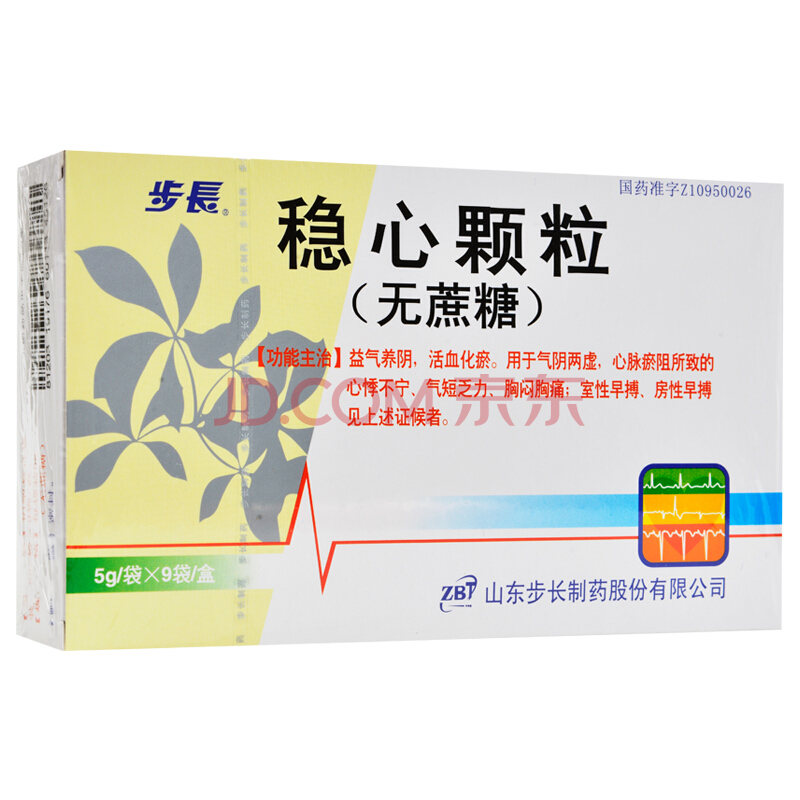 步長®
国药准字Z10950026
稳心颗粒
（无蔗糖）
【功能主治】益气养阴，活血化瘀。用于气阴两虚，心脉瘀阻所致的
心悸不宁、气短乏力、胸闷胸痛；室性早搏、房性早搏
见上述证候者。
JD.COM 京东
5g/袋×9袋/盒
ZBT 山东步长制药股份有限公司